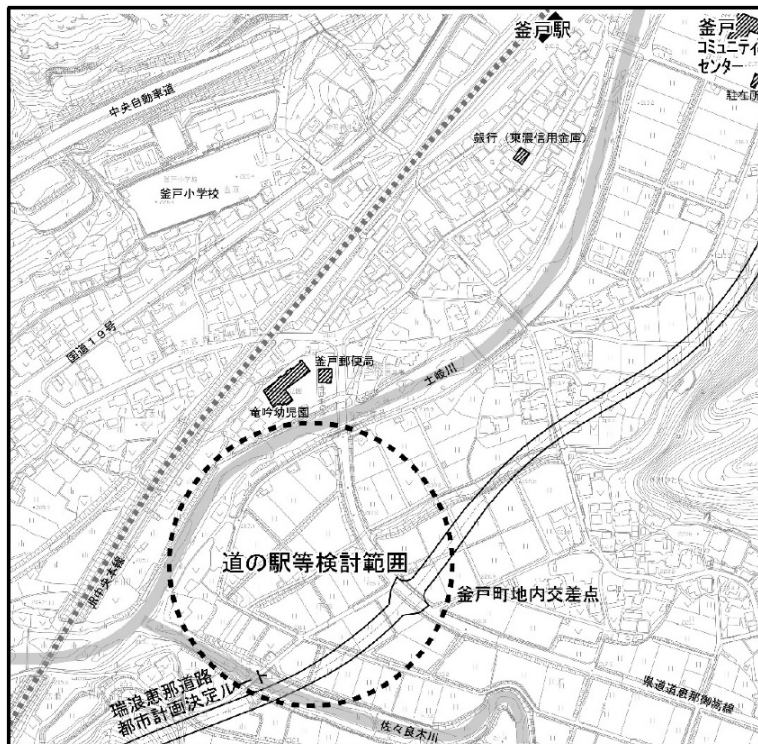 釜戸駅
釜戸
コミュニティ
センター
駐在所
中央自動車道
銀行（東濃信用金庫）
釜戸小学校
国道19号
釜戸郵便局
竜吟幼児園
土岐川
JR中央本線
道の駅等検討範囲
釜戸町地内交差点
瑞浪恵那道路
都市計画決定ルート
県道恵那御嵩線
佐々良木川